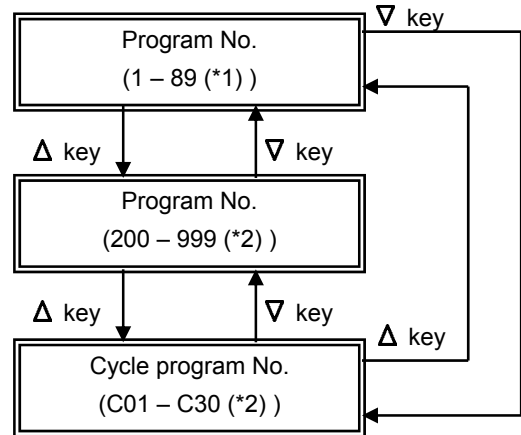 ∇ key
Program No.
(1 – 89 (*1) )
Δ key
∇ key
Program No.
(200 – 999 (*2) )
Δ key
∇ key
Δ key
Cycle program No.
(C01 – C30 (*2) )